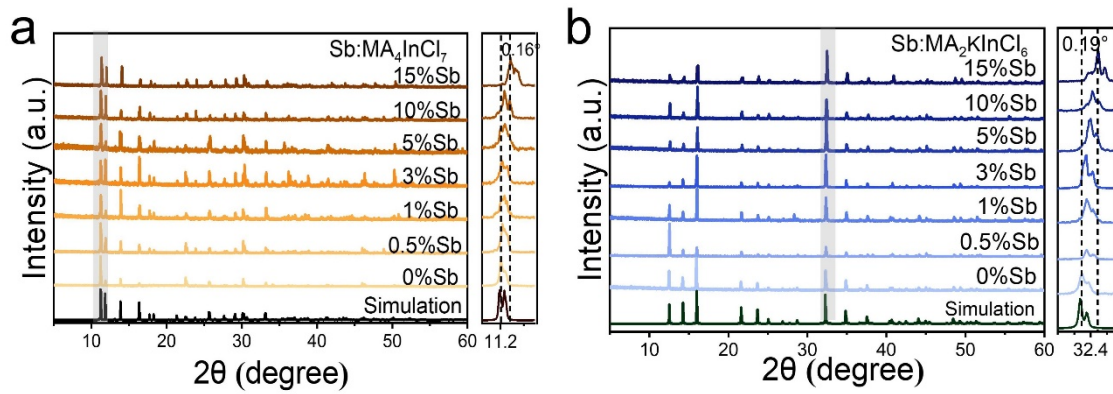 a
Intensity (a.u.)
Sb:MA₄InCl₇
15%Sb
10%Sb
5%Sb
3%Sb
1%Sb
0.5%Sb
0%Sb
Simulation
10 20 30 40 50 60
2θ (degree)
0.16°
11.2
b
Intensity (a.u.)
Sb:MA₂KInCl₆
15%Sb
10%Sb
5%Sb
3%Sb
1%Sb
0.5%Sb
0%Sb
Simulation
10 20 30 40 50 60
2θ (degree)
0.19°
32.4